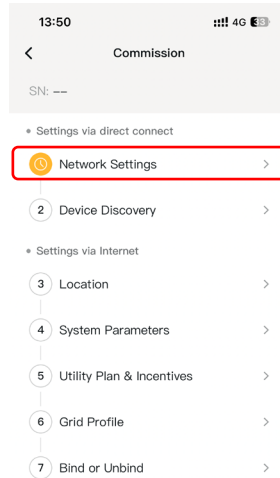 13:50
4G 33
Commission
SN: --
Settings via direct connect
Network Settings
2 Device Discovery
Settings via Internet
3 Location
4 System Parameters
5 Utility Plan & Incentives
6 Grid Profile
7 Bind or Unbind